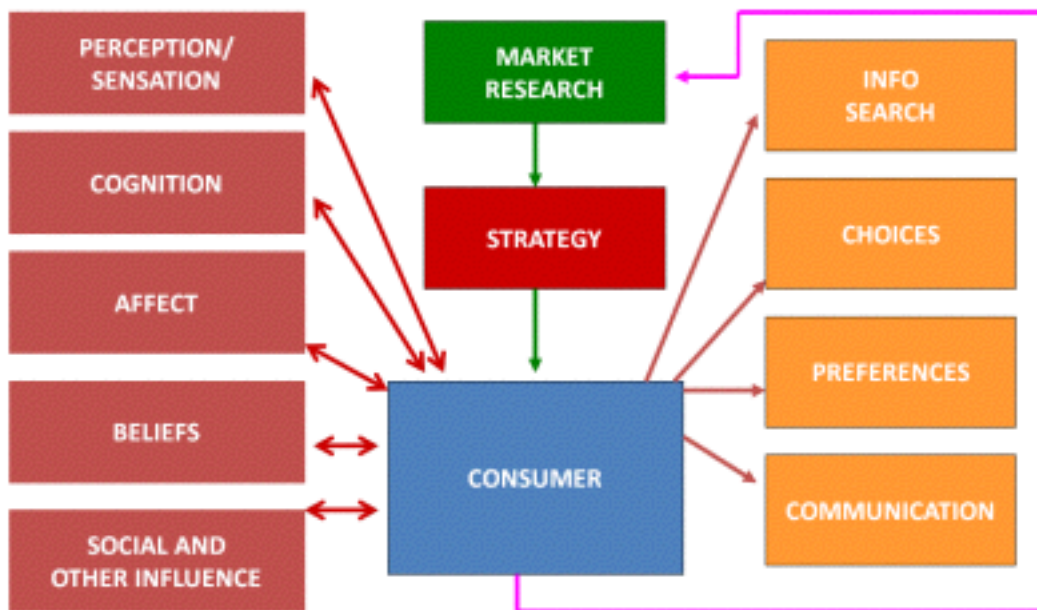 PERCEPTION/
SENSATION
COGNITION
AFFECT
BELIEFS
SOCIAL AND
OTHER INFLUENCE
MARKET
RESEARCH
STRATEGY
CONSUMER
INFO
SEARCH
CHOICES
PREFERENCES
COMMUNICATION